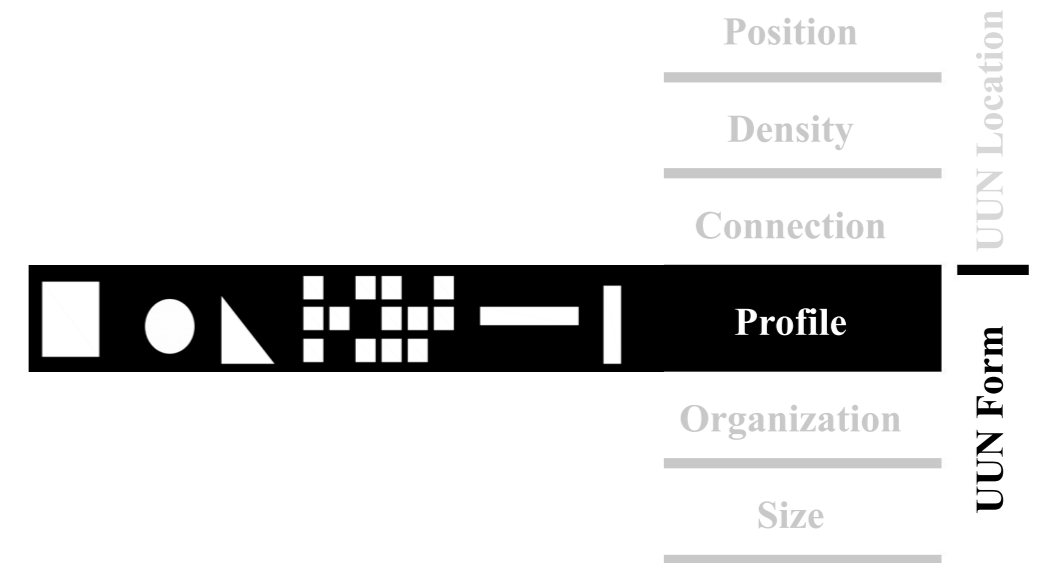 Position
Density
Connection
Profile
Organization
Size
UUN Location
UUN Form